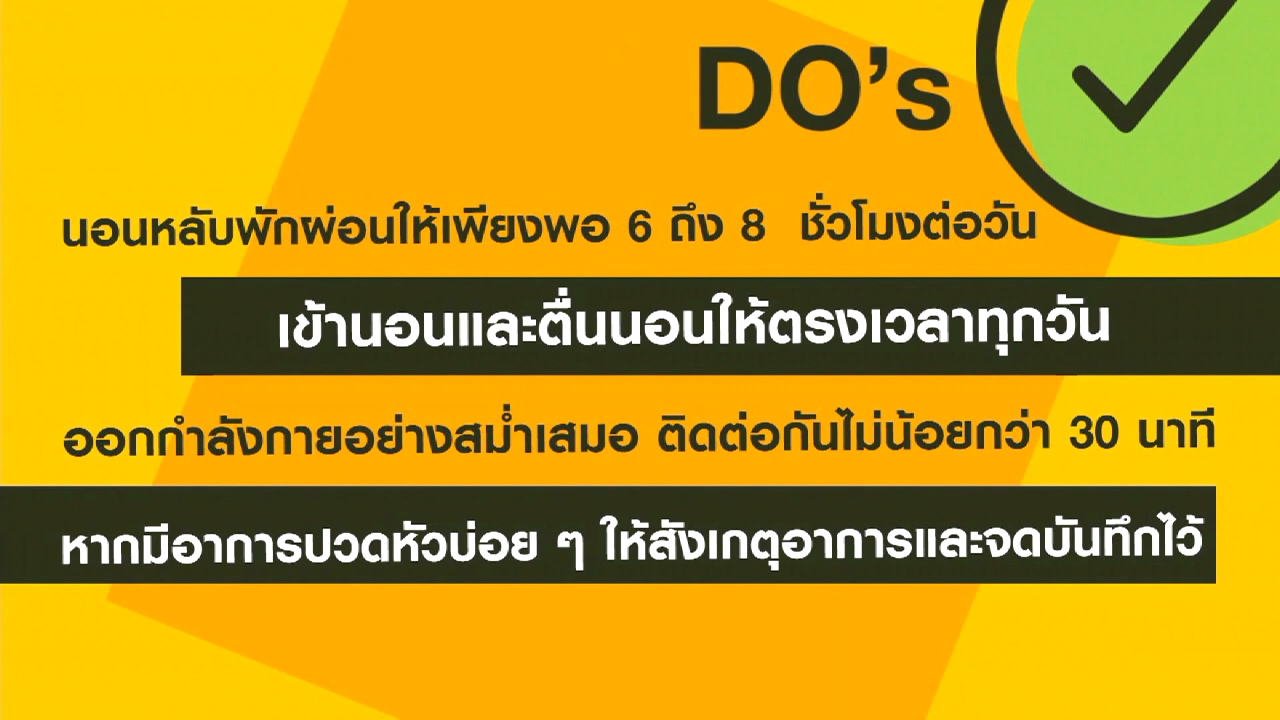 DO's
นอนหลับพักผ่อนให้เพียงพอ 6 ถึง 8 ชั่วโมงต่อวัน
เข้านอนและตื่นนอนให้ตรงเวลาทุกวัน
ออกกำลังกายอย่างสม่ำเสมอ ติดต่อกันไม่น้อยกว่า 30 นาที
หากมีอาการปวดหัวบ่อย ๆ ให้สังเกตุอาการและจดบันทึกไว้